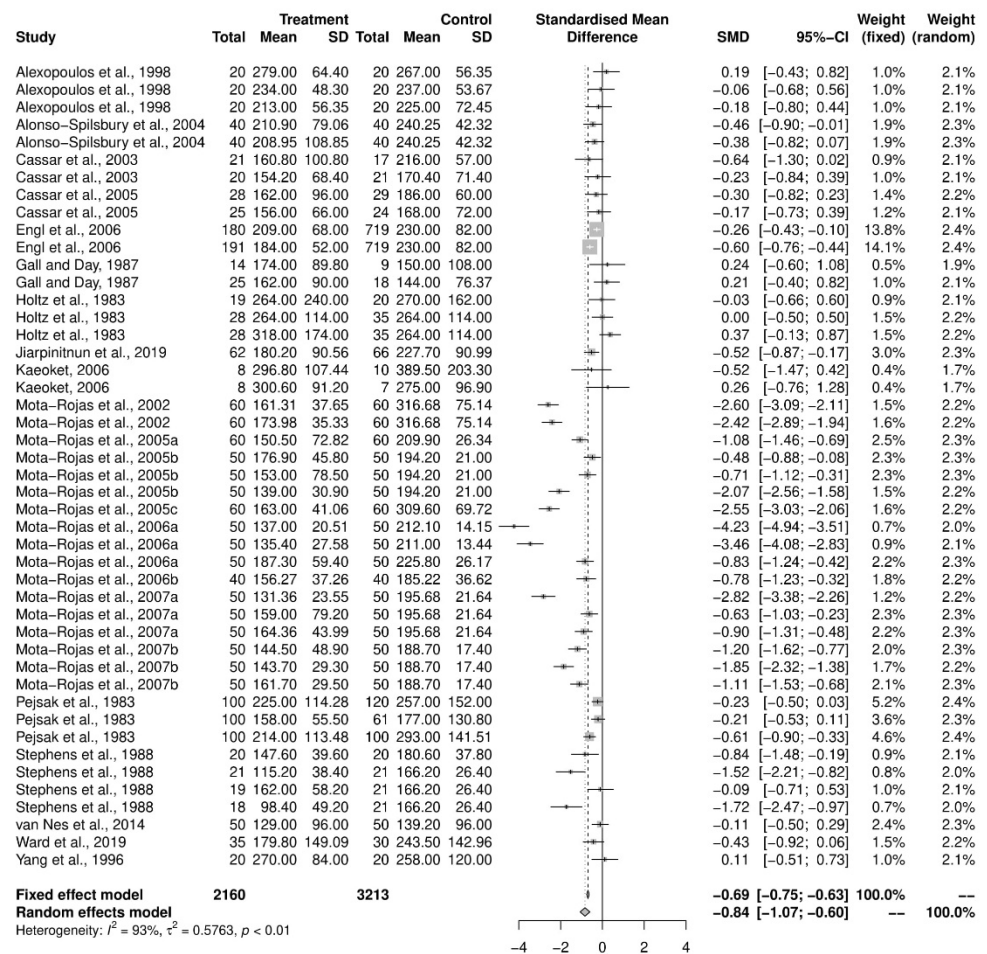 Treatment Control Standardised Mean Weight Weight
Study Total Mean SD Total Mean SD Difference SMD 95%−CI (fixed) (random)
Alexopoulos et al., 1998 20 279.00 64.40 20 267.00 56.35 0.19 [−0.43; 0.82] 1.0% 2.1%
Alexopoulos et al., 1998 20 234.00 48.30 20 237.00 53.67 −0.06 [−0.68; 0.56] 1.0% 2.1%
Alexopoulos et al., 1998 20 213.00 56.35 20 225.00 72.45 −0.18 [−0.80; 0.44] 1.0% 2.1%
Alonso−Spilsbury et al., 2004 40 210.90 79.06 40 240.25 42.32 −0.46 [−0.90; −0.01] 1.9% 2.3%
Alonso−Spilsbury et al., 2004 40 208.95 108.85 40 240.25 42.32 −0.38 [−0.82; 0.07] 1.9% 2.3%
Cassar et al., 2003 21 160.80 100.80 17 216.00 57.00 −0.64 [−1.30; 0.02] 0.9% 2.1%
Cassar et al., 2003 20 154.20 68.40 21 170.40 71.40 −0.23 [−0.84; 0.39] 1.0% 2.1%
Cassar et al., 2005 28 162.00 96.00 29 186.00 60.00 −0.30 [−0.82; 0.23] 1.4% 2.2%
Cassar et al., 2005 25 156.00 66.00 24 168.00 72.00 −0.17 [−0.73; 0.39] 1.2% 2.2%
Engl et al., 2006 180 209.00 68.00 719 230.00 82.00 −0.26 [−0.43; −0.10] 13.8% 2.4%
Engl et al., 2006 191 184.00 52.00 719 230.00 82.00 −0.60 [−0.76; −0.44] 14.1% 2.4%
Gall and Day, 1987 14 174.00 89.80 9 150.00 108.00 0.24 [−0.60; 1.08] 0.5% 1.9%
Gall and Day, 1987 25 162.00 90.00 18 144.00 76.37 0.21 [−0.40; 0.82] 1.0% 2.1%
Holtz et al., 1983 19 264.00 240.00 20 270.00 162.00 −0.03 [−0.66; 0.60] 0.9% 2.1%
Holtz et al., 1983 28 264.00 114.00 35 264.00 114.00 0.00 [−0.50; 0.50] 1.5% 2.2%
Holtz et al., 1983 28 318.00 174.00 35 264.00 114.00 0.37 [−0.13; 0.87] 1.5% 2.2%
Jiarpinitnun et al., 2019 62 180.20 90.56 66 227.70 90.99 −0.52 [−0.87; −0.17] 3.0% 2.3%
Kaeoket, 2006 8 296.80 107.44 10 389.50 203.30 −0.52 [−1.47; 0.42] 0.4% 1.8%
Kaeoket, 2006 8 300.60 91.20 7 275.00 96.90 0.26 [−0.76; 1.28] 0.4% 1.7%
Mota−Rojas et al., 2002 60 161.31 37.65 60 316.68 75.14 −2.60 [−3.09; −2.11] 1.5% 2.2%
Mota−Rojas et al., 2002 60 173.98 35.33 60 316.68 75.14 −2.42 [−2.89; −1.94] 1.6% 2.2%
Mota−Rojas et al., 2005a 60 150.50 72.82 60 209.90 26.34 −1.08 [−1.46; −0.69] 2.5% 2.3%
Mota−Rojas et al., 2005b 50 176.90 45.80 50 194.20 21.00 −0.48 [−0.88; −0.08] 2.3% 2.3%
Mota−Rojas et al., 2005b 50 153.00 78.50 50 194.20 21.00 −0.71 [−1.12; −0.31] 2.3% 2.3%
Mota−Rojas et al., 2005b 50 139.00 30.90 50 194.20 21.00 −2.07 [−2.56; −1.58] 1.5% 2.2%
Mota−Rojas et al., 2005c 60 163.00 41.06 60 309.60 69.72 −2.55 [−3.03; −2.06] 1.6% 2.2%
Mota−Rojas et al., 2006a 50 137.00 20.51 50 212.10 14.15 −4.23 [−4.94; −3.51] 0.7% 2.0%
Mota−Rojas et al., 2006a 50 135.40 27.58 50 211.00 13.44 −3.46 [−4.08; −2.83] 0.9% 2.1%
Mota−Rojas et al., 2006a 50 187.30 59.40 50 225.80 26.17 −0.83 [−1.24; −0.42] 2.2% 2.3%
Mota−Rojas et al., 2006b 40 156.27 37.26 40 185.22 36.62 −0.78 [−1.23; −0.32] 1.8% 2.2%
Mota−Rojas et al., 2007a 50 131.36 23.55 50 195.68 21.64 −2.82 [−3.38; −2.26] 1.2% 2.2%
Mota−Rojas et al., 2007a 50 159.00 79.20 50 195.68 21.64 −0.63 [−1.03; −0.23] 2.3% 2.3%
Mota−Rojas et al., 2007a 50 164.36 43.99 50 195.68 21.64 −0.90 [−1.31; −0.48] 2.2% 2.3%
Mota−Rojas et al., 2007b 50 144.50 48.90 50 188.70 17.40 −1.20 [−1.62; −0.77] 2.0% 2.3%
Mota−Rojas et al., 2007b 50 143.70 29.30 50 188.70 17.40 −1.85 [−2.32; −1.38] 1.7% 2.2%
Mota−Rojas et al., 2007b 50 161.70 29.50 50 188.70 17.40 −1.11 [−1.53; −0.68] 2.1% 2.3%
Pejsak et al., 1983 100 225.00 114.28 120 257.00 152.00 −0.23 [−0.50; 0.03] 5.2% 2.4%
Pejsak et al., 1983 100 158.00 55.50 61 177.00 130.80 −0.21 [−0.53; 0.11] 3.6% 2.3%
Pejsak et al., 1983 100 214.00 113.48 100 293.00 141.51 −0.61 [−0.90; −0.33] 4.6% 2.4%
Stephens et al., 1988 20 147.60 39.60 20 180.60 37.80 −0.84 [−1.48; −0.19] 0.9% 2.1%
Stephens et al., 1988 21 115.20 38.40 21 166.20 26.40 −1.52 [−2.21; −0.82] 0.8% 2.0%
Stephens et al., 1988 19 162.00 58.20 21 166.20 26.40 −0.09 [−0.71; 0.53] 1.0% 2.1%
Stephens et al., 1988 18 98.40 49.20 21 166.20 26.40 −1.72 [−2.47; −0.97] 0.7% 2.0%
van Nes et al., 2014 50 129.00 96.00 50 139.20 96.00 −0.11 [−0.50; 0.29] 2.4% 2.3%
Ward et al., 2019 35 179.80 149.09 30 243.50 142.96 −0.43 [−0.92; 0.06] 1.5% 2.2%
Yang et al., 1996 20 270.00 84.00 20 258.00 120.00 0.11 [−0.51; 0.73] 1.0% 2.1%
Fixed effect model 2160 3213 −0.69 [−0.75; −0.63] 100.0% −−
Random effects model −0.84 [−1.07; −0.60] −− 100.0%
Heterogeneity: I² = 93%, τ² = 0.5763, p < 0.01
−4 −2 0 2 4